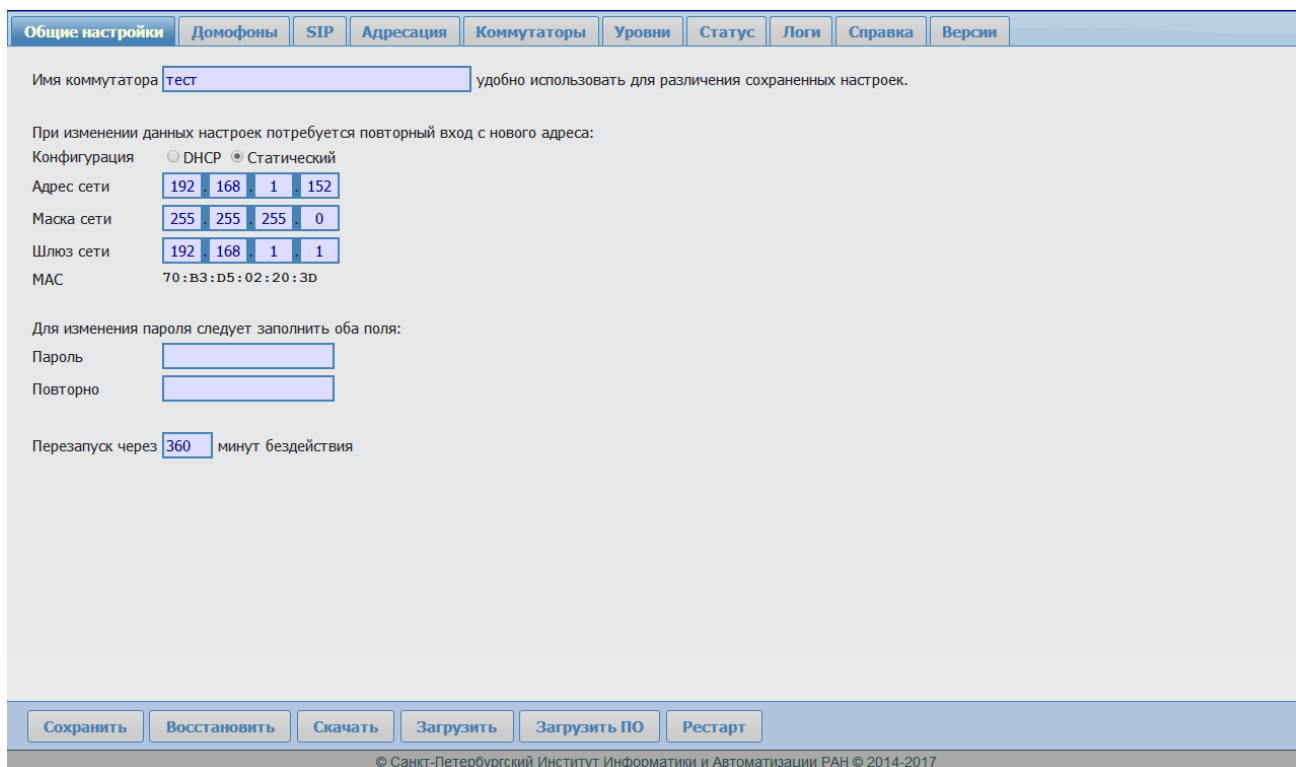 Общие настройки Домофоны SIP Адресация Коммутаторы Уровни Статус Логи Справка Версии
Имя коммутатора тест удобно использовать для различения сохраненных настроек.
При изменении данных настроек потребуется повторный вход с нового адреса:
Конфигурация DHCP Статический
Адрес сети 192 . 168 . 1 . 152
Маска сети 255 . 255 . 255 . 0
Шлюз сети 192 . 168 . 1 . 1
MAC 70:B3:D5:02:20:3D
Для изменения пароля следует заполнить оба поля:
Пароль
Повторно
Перезапуск через 360 минут бездействия
Сохранить Восстановить Скачать Загрузить Загрузить ПО Рестарт
© Санкт-Петербургский Институт Информатики и Автоматизации РАН © 2014-2017